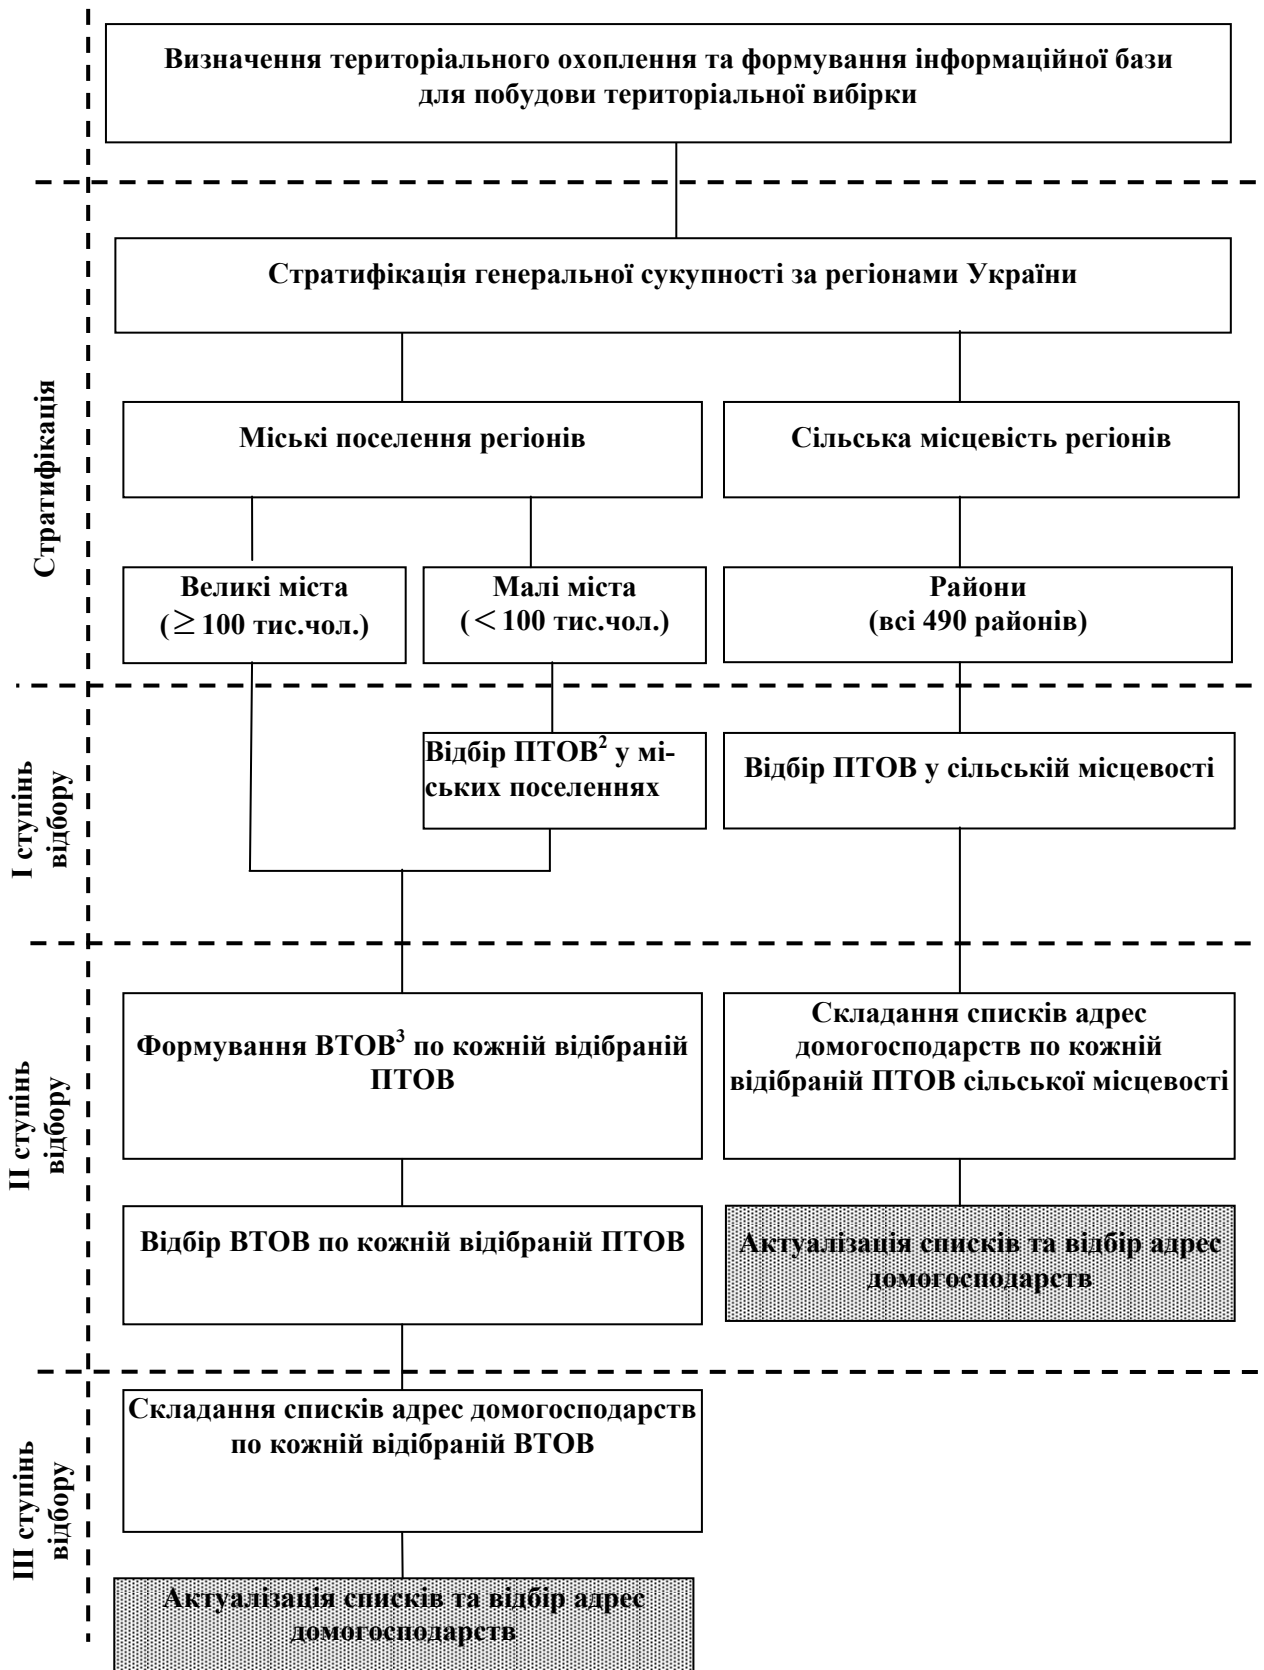 Визначення територіального охоплення та формування інформаційної бази
для побудови територіальної вибірки
Стратифікація
Стратифікація генеральної сукупності за регіонами України
Міські поселення регіонів
Сільська місцевість регіонів
Великі міста
(≥ 100 тис.чол.)
Малі міста
(< 100 тис.чол.)
Райони
(всі 490 районів)
І ступінь
відбору
Відбір ПТОВ² у мі-
ських поселеннях
Відбір ПТОВ у сільській місцевості
ІІ ступінь
відбору
Формування ВТОВ³ по кожній відібраній
ПТОВ
Складання списків адрес
домогосподарств по кожній
відібраній ПТОВ сільської місцевості
Відбір ВТОВ по кожній відібраній ПТОВ
Актуалізація списків та відбір адрес
домогосподарств
ІІІ ступінь
відбору
Складання списків адрес домогосподарств
по кожній відібраній ВТОВ
Актуалізація списків та відбір адрес
домогосподарств